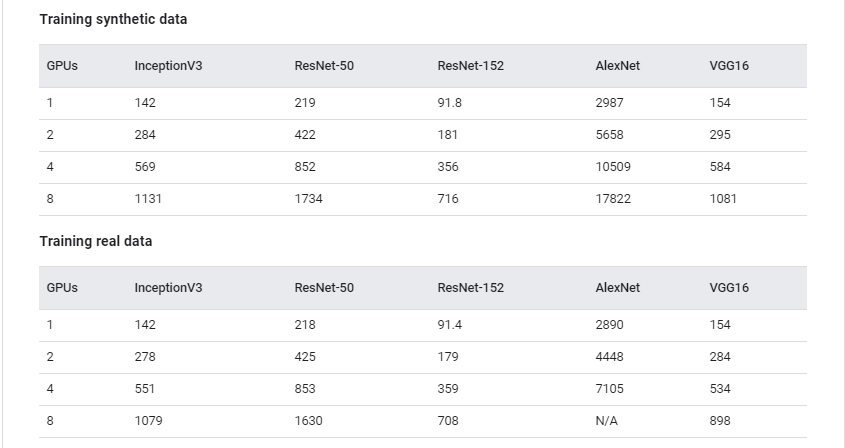 Training synthetic data
GPUs InceptionV3 ResNet-50 ResNet-152 AlexNet VGG16
1 142 219 91.8 2987 154
2 284 422 181 5658 295
4 569 852 356 10509 584
8 1131 1734 716 17822 1081
Training real data
GPUs InceptionV3 ResNet-50 ResNet-152 AlexNet VGG16
1 142 218 91.4 2890 154
2 278 425 179 4448 284
4 551 853 359 7105 534
8 1079 1630 708 N/A 898